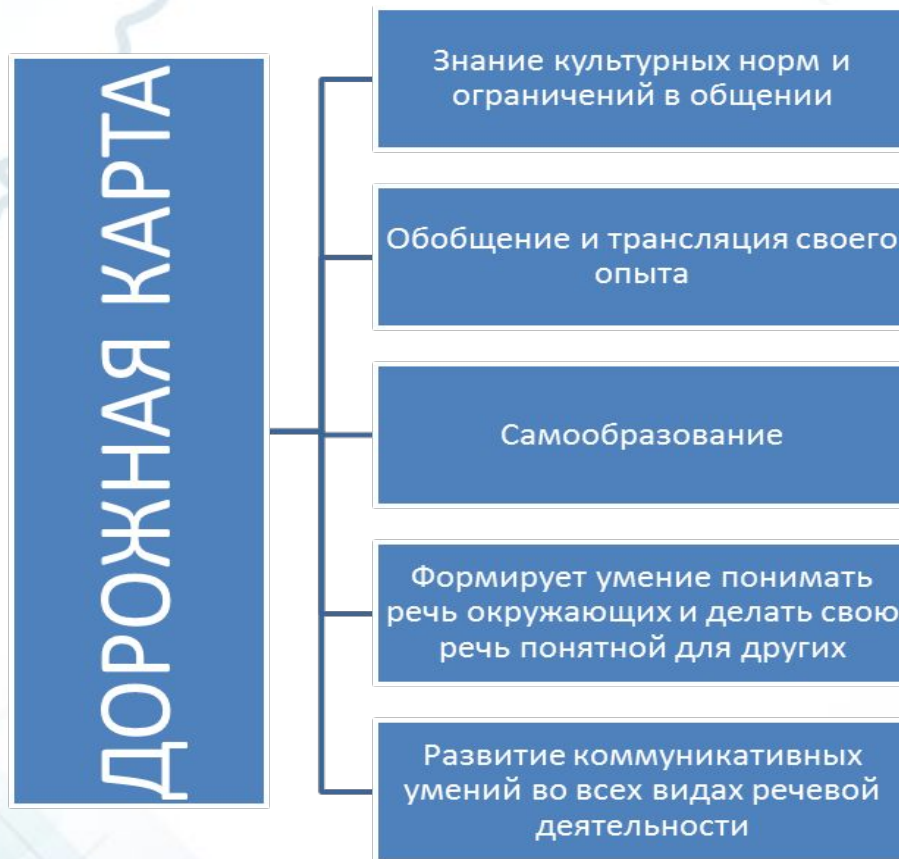 ДОРОЖНАЯ КАРТА
Знание культурных норм и
ограничений в общении
Обобщение и трансляция своего
опыта
Самообразование
Формирует умение понимать
речь окружающих и делать свою
речь понятной для других
Развитие коммуникативных
умений во всех видах речевой
деятельности